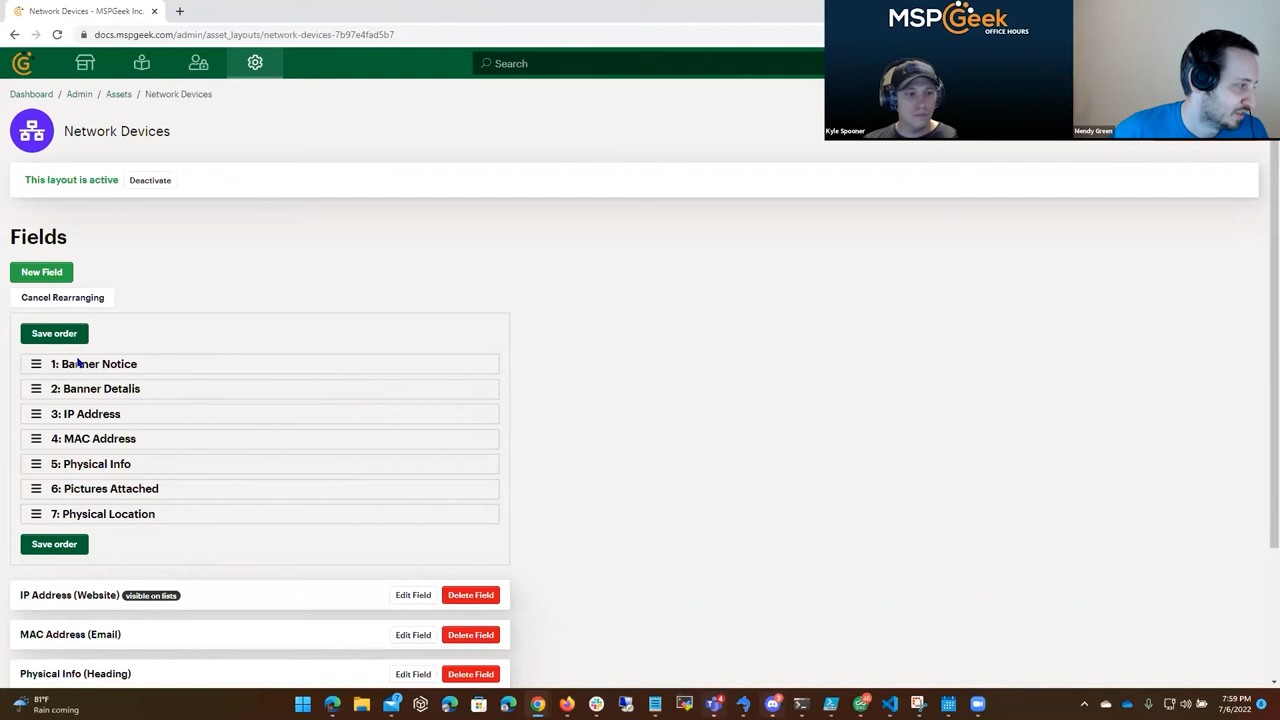 Network Devices - MSPGeek Inc.
docs.mspgeek.com/admin/asset_layouts/network-devices-7b97e4fad5b7
Search
Dashboard / Admin / Assets / Network Devices
Network Devices
This layout is active Deactivate
Fields
New Field
Cancel Rearranging
Save order
1: Banner Notice
2: Banner Detalis
3: IP Address
4: MAC Address
5: Physical Info
6: Pictures Attached
7: Physical Location
Save order
IP Address (Website) visible on lists Edit Field Delete Field
MAC Address (Email) Edit Field Delete Field
Physical Info (Heading) Edit Field Delete Field
MSPGeek
OFFICE HOURS
Kyle Spooner
Mendy Green
81°F
Rain coming
7:59 PM
7/6/2022